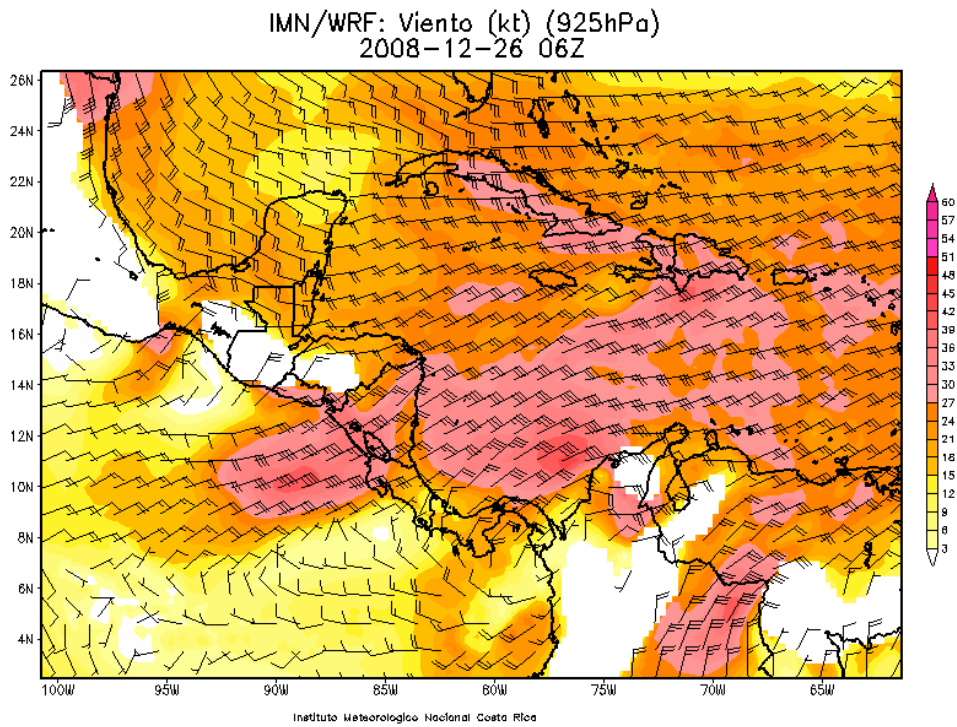 IMN/WRF: Viento (kt) (925hPa)
2008-12-26 06Z
26N
24N
22N
20N
18N
16N
14N
12N
10N
8N
6N
4N
100W 95W 90W 85W 80W 75W 70W 65W
60
57
54
51
48
45
42
39
36
33
30
27
24
21
18
15
12
9
6
3
Instituto Meteorologico Nacional Costa Rica